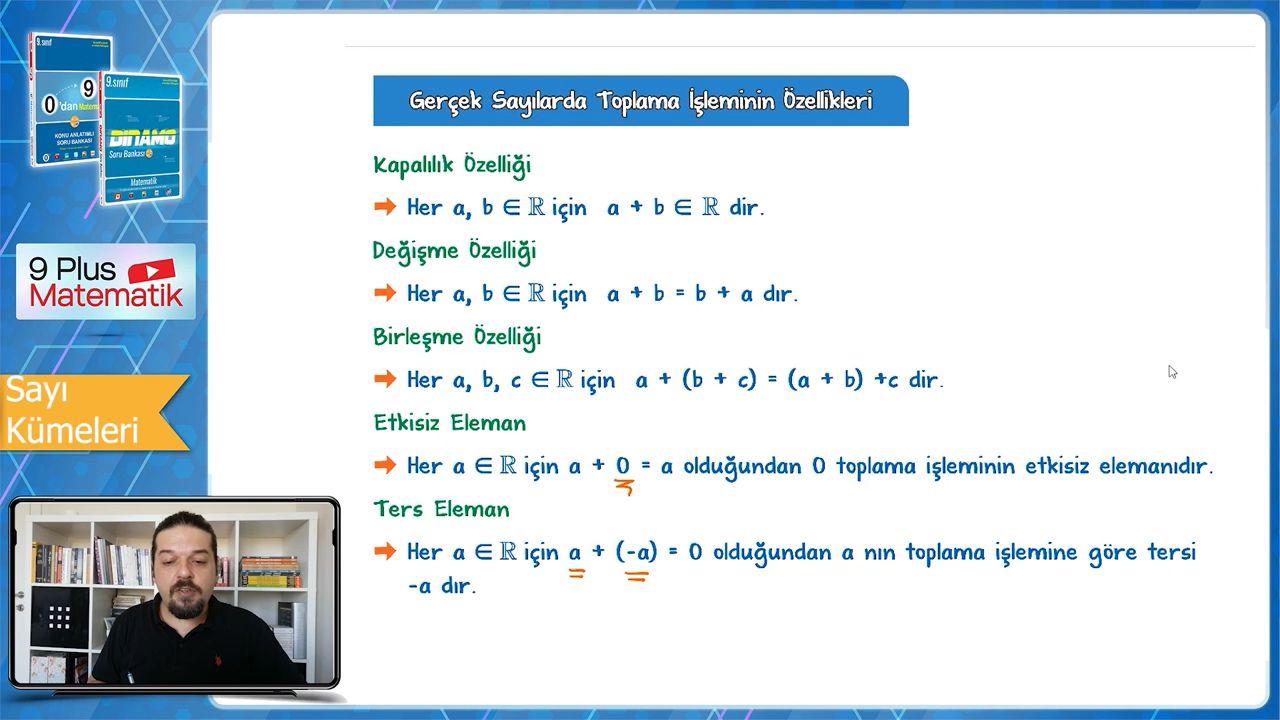 9.sınıf
0'dan 9
Matematik
KONU ANLATIMLI
SORU BANKASI
9.sınıf
DİNAMO
Soru Bankası
Matematik
9 Plus
Matematik
Sayı
Kümeleri
Gerçek Sayılarda Toplama İşleminin Özellikleri
Kapalılık Özelliği
➡ Her a, b ∈ ℝ için a + b ∈ ℝ dir.
Değişme Özelliği
➡ Her a, b ∈ ℝ için a + b = b + a dır.
Birleşme Özelliği
➡ Her a, b, c ∈ ℝ için a + (b + c) = (a + b) +c dir.
Etkisiz Eleman
➡ Her a ∈ ℝ için a + 0 = a olduğundan 0 toplama işleminin etkisiz elemanıdır.
Ters Eleman
➡ Her a ∈ ℝ için a + (-a) = 0 olduğundan a nın toplama işlemine göre tersi
-a dır.